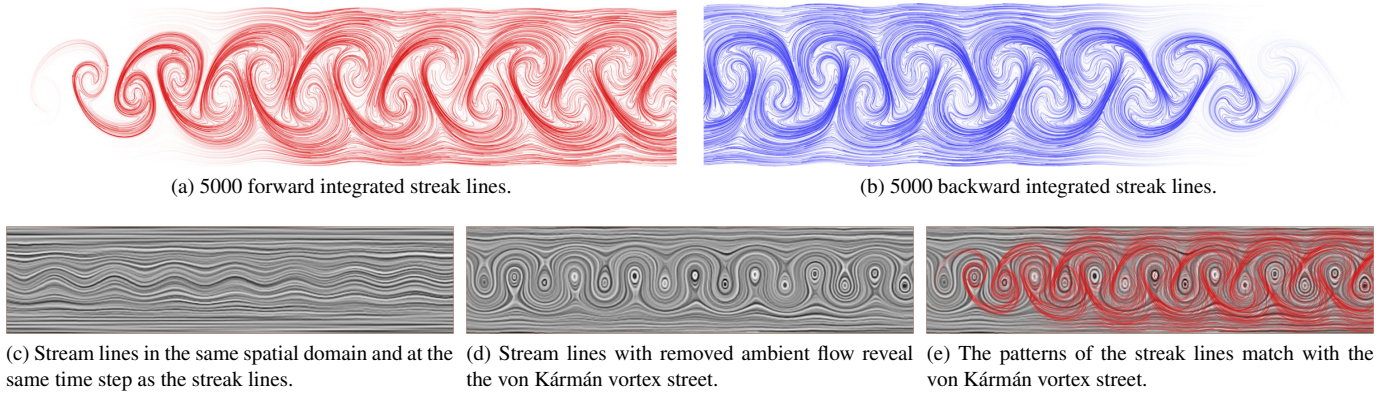 (a) 5000 forward integrated streak lines.
(b) 5000 backward integrated streak lines.
(c) Stream lines in the same spatial domain and at the
same time step as the streak lines.
(d) Stream lines with removed ambient flow reveal
the von Kármán vortex street.
(e) The patterns of the streak lines match with the
von Kármán vortex street.